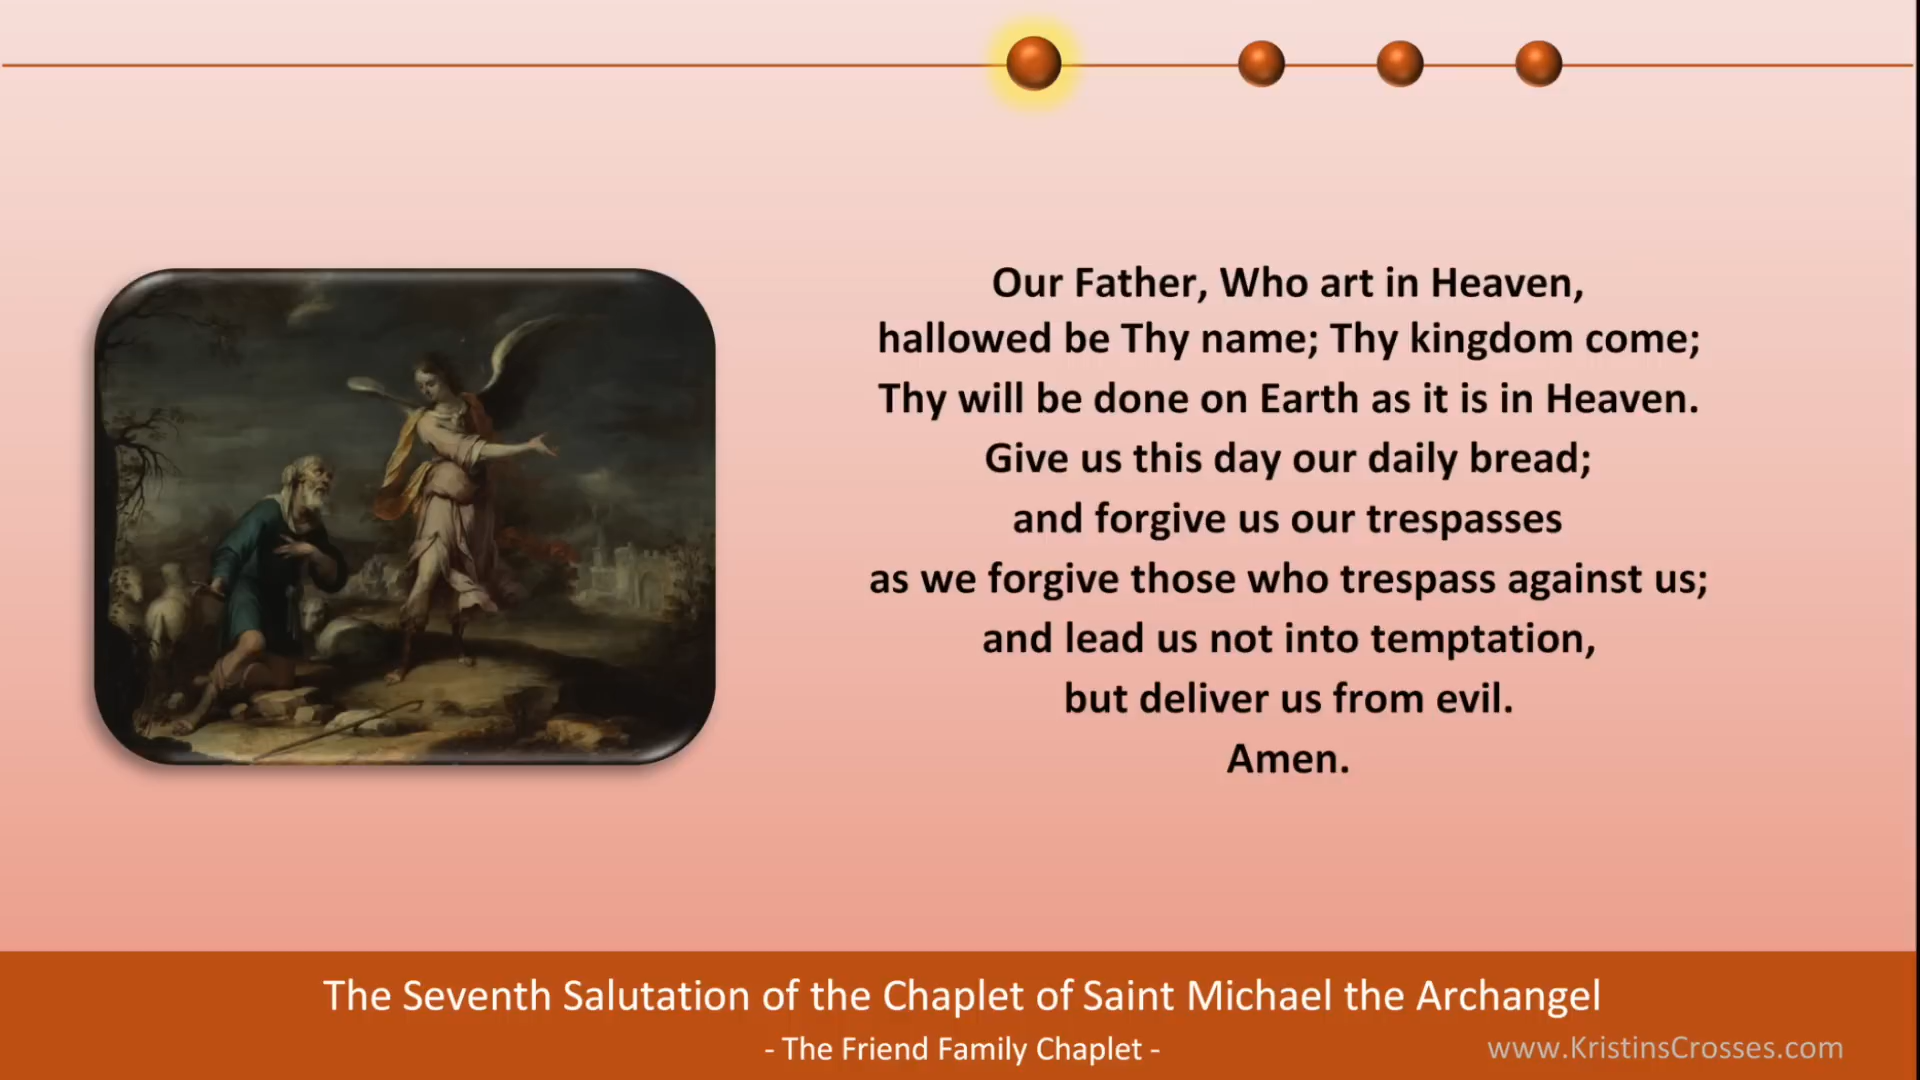 Our Father, Who art in Heaven,
hallowed be Thy name; Thy kingdom come;
Thy will be done on Earth as it is in Heaven.
Give us this day our daily bread;
and forgive us our trespasses
as we forgive those who trespass against us;
and lead us not into temptation,
but deliver us from evil.
Amen.
The Seventh Salutation of the Chaplet of Saint Michael the Archangel
- The Friend Family Chaplet -
www.KristinsCrosses.com